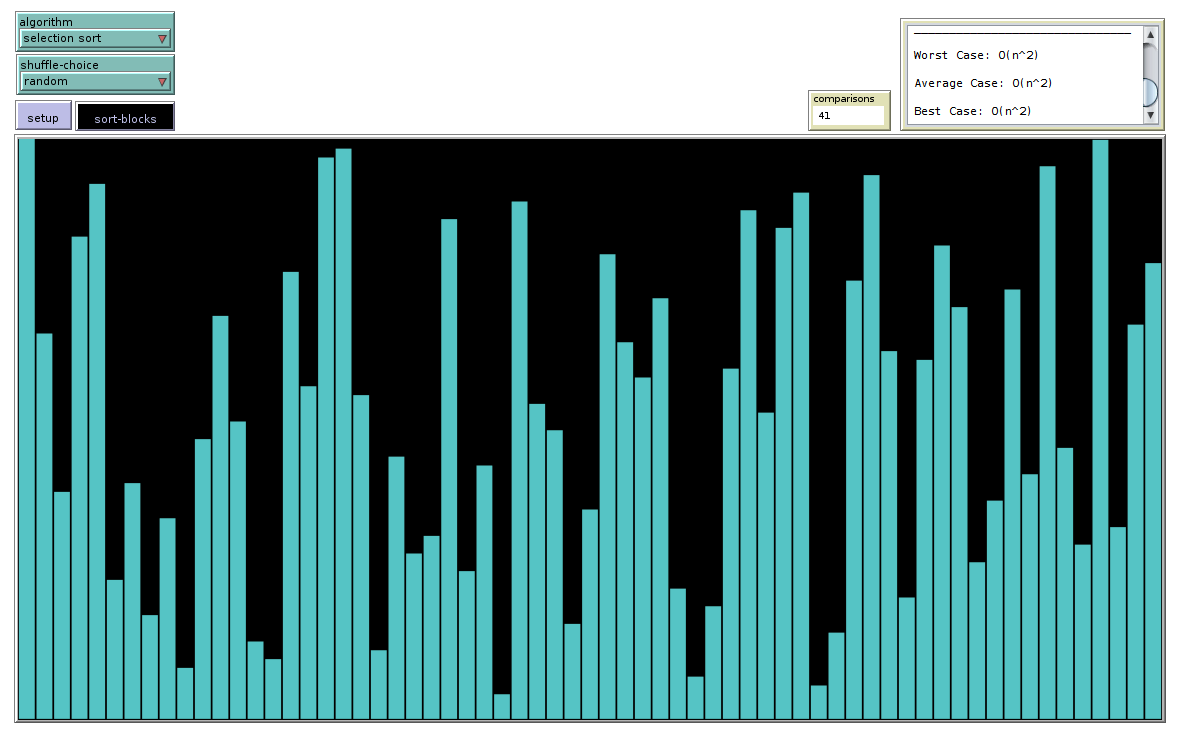 algorithm
selection sort
shuffle-choice
random
setup
sort-blocks
comparisons
41
Worst Case: O(n^2)
Average Case: O(n^2)
Best Case: O(n^2)